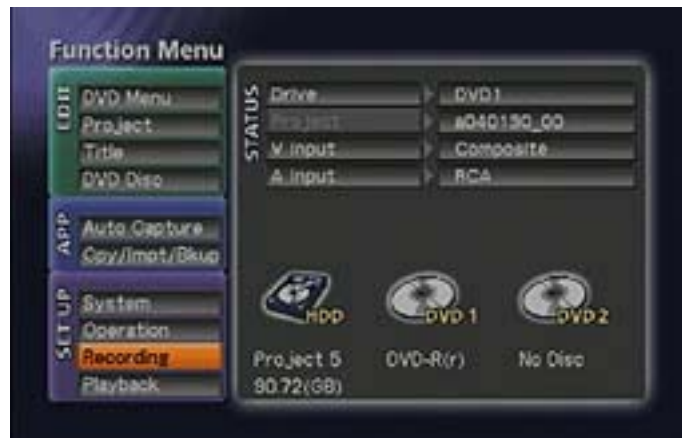 Function Menu
EDIT
DVD Menu
Project
Title
DVD Disc
APP
Auto Capture
Cpy/Impt/Bkup
SET UP
System
Operation
Recording
Playback
STATUS
Drive DVD1
Project a040130_00
V Input Composite
A Input RCA
HDD
DVD 1
DVD 2
Project 5
DVD-R(r)
No Disc
90.72(GB)